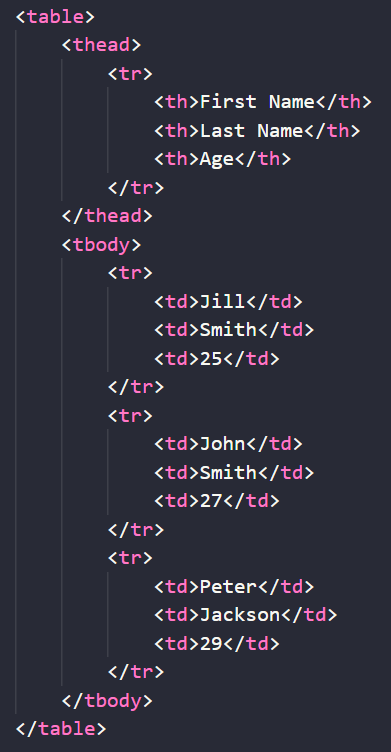 <table>
    <thead>
        <tr>
            <th>First Name</th>
            <th>Last Name</th>
            <th>Age</th>
        </tr>
    </thead>
    <tbody>
        <tr>
            <td>Jill</td>
            <td>Smith</td>
            <td>25</td>
        </tr>
        <tr>
            <td>John</td>
            <td>Smith</td>
            <td>27</td>
        </tr>
        <tr>
            <td>Peter</td>
            <td>Jackson</td>
            <td>29</td>
        </tr>
    </tbody>
</table>